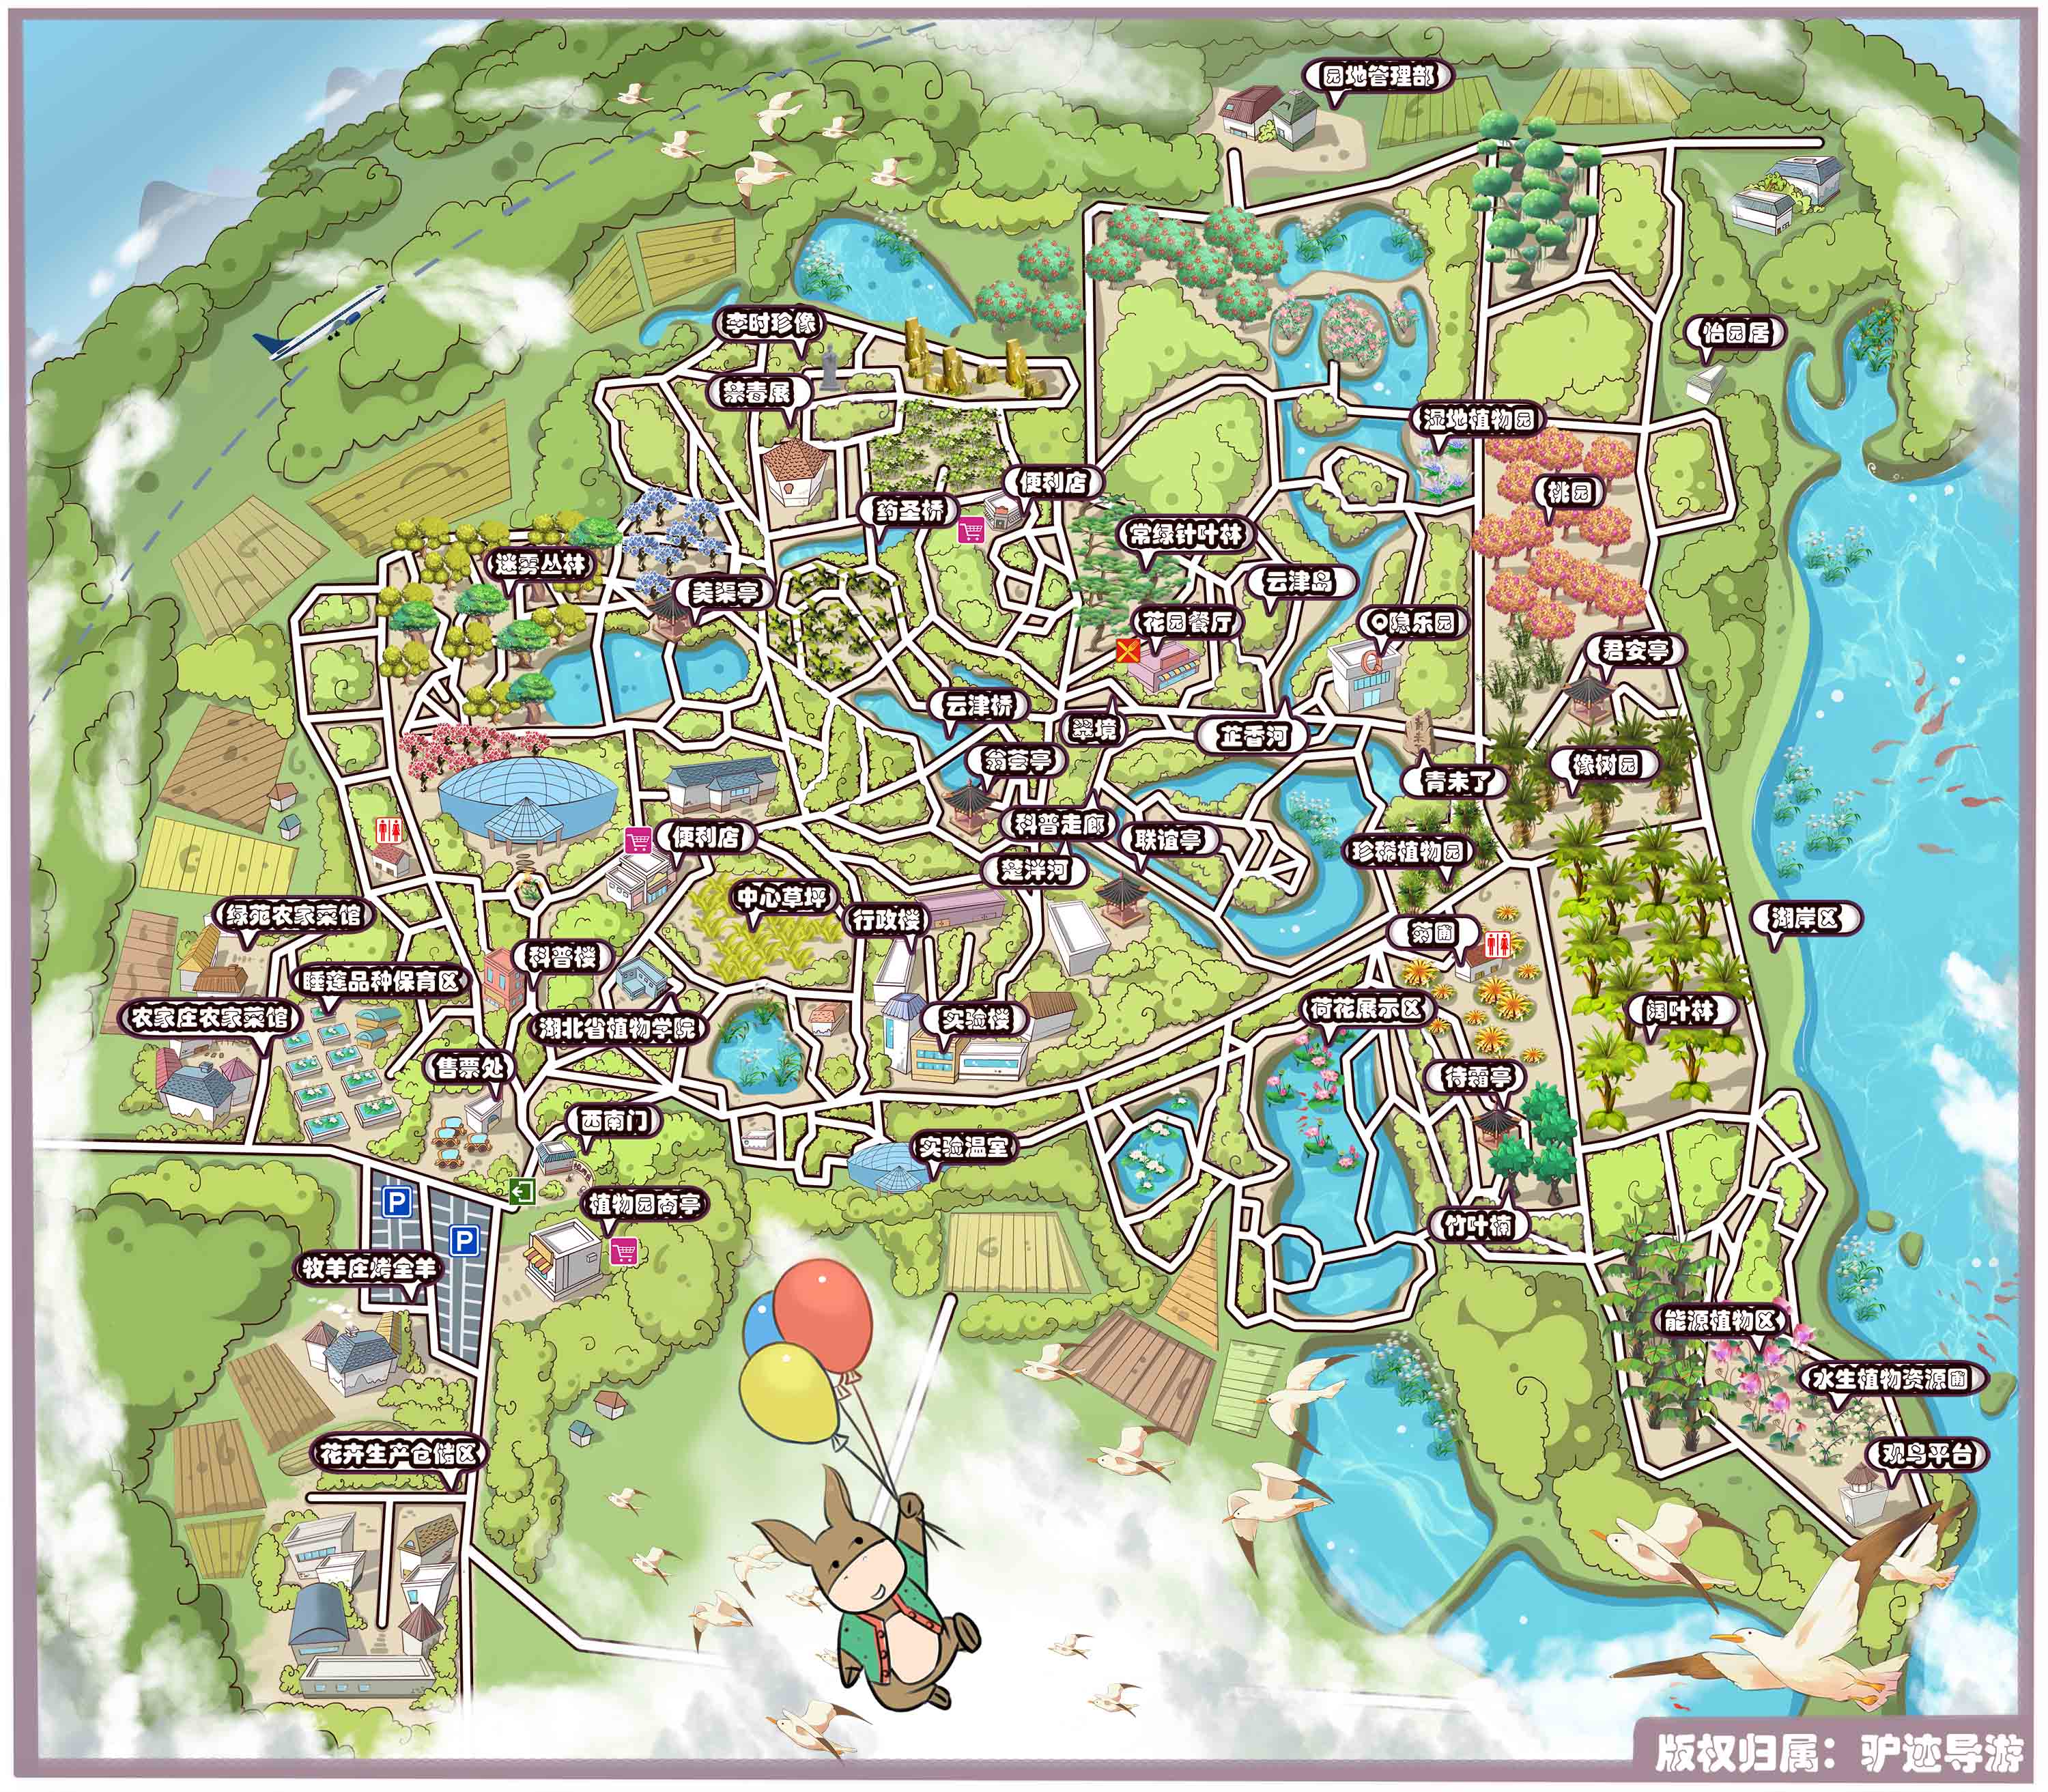 园地管理部
李时珍像
怡园居
禁毒展
湿地植物园
便利店
桃园
药圣桥
常绿针叶林
迷雾丛林
云津岛
美渠亭
花园餐厅
Q隐乐园
君安亭
云津桥
翠境
芷香河
翁荟亭
橡树园
青未了
科普走廊
便利店
联谊亭
珍稀植物园
楚泮河
中心草坪
绿苑农家菜馆
行政楼
湖岸区
菊圃
科普楼
睡莲品种保育区
荷花展示区
阔叶林
农家庄农家菜馆
湖北省植物学院
实验楼
售票处
待霜亭
西南门
实验温室
P
植物园商亭
竹叶楠
P
牧羊庄烤全羊
能源植物区
水生植物资源圃
花卉生产仓储区
观鸟平台
版权归属：驴迹导游